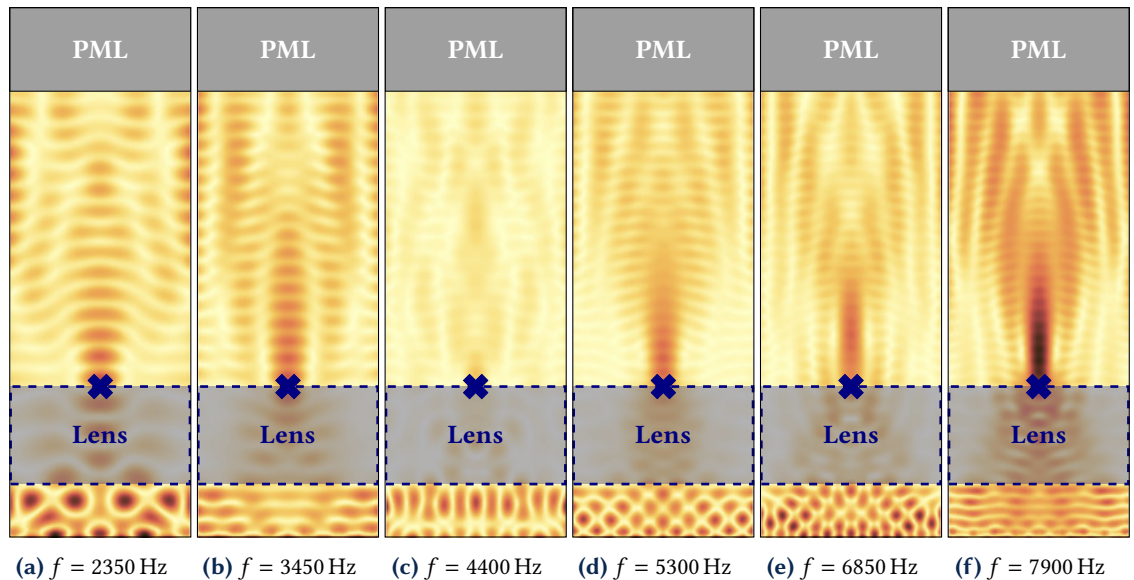 PML PML PML PML PML PML
Lens Lens Lens Lens Lens Lens
(a) f = 2350 Hz (b) f = 3450 Hz (c) f = 4400 Hz (d) f = 5300 Hz (e) f = 6850 Hz (f) f = 7900 Hz